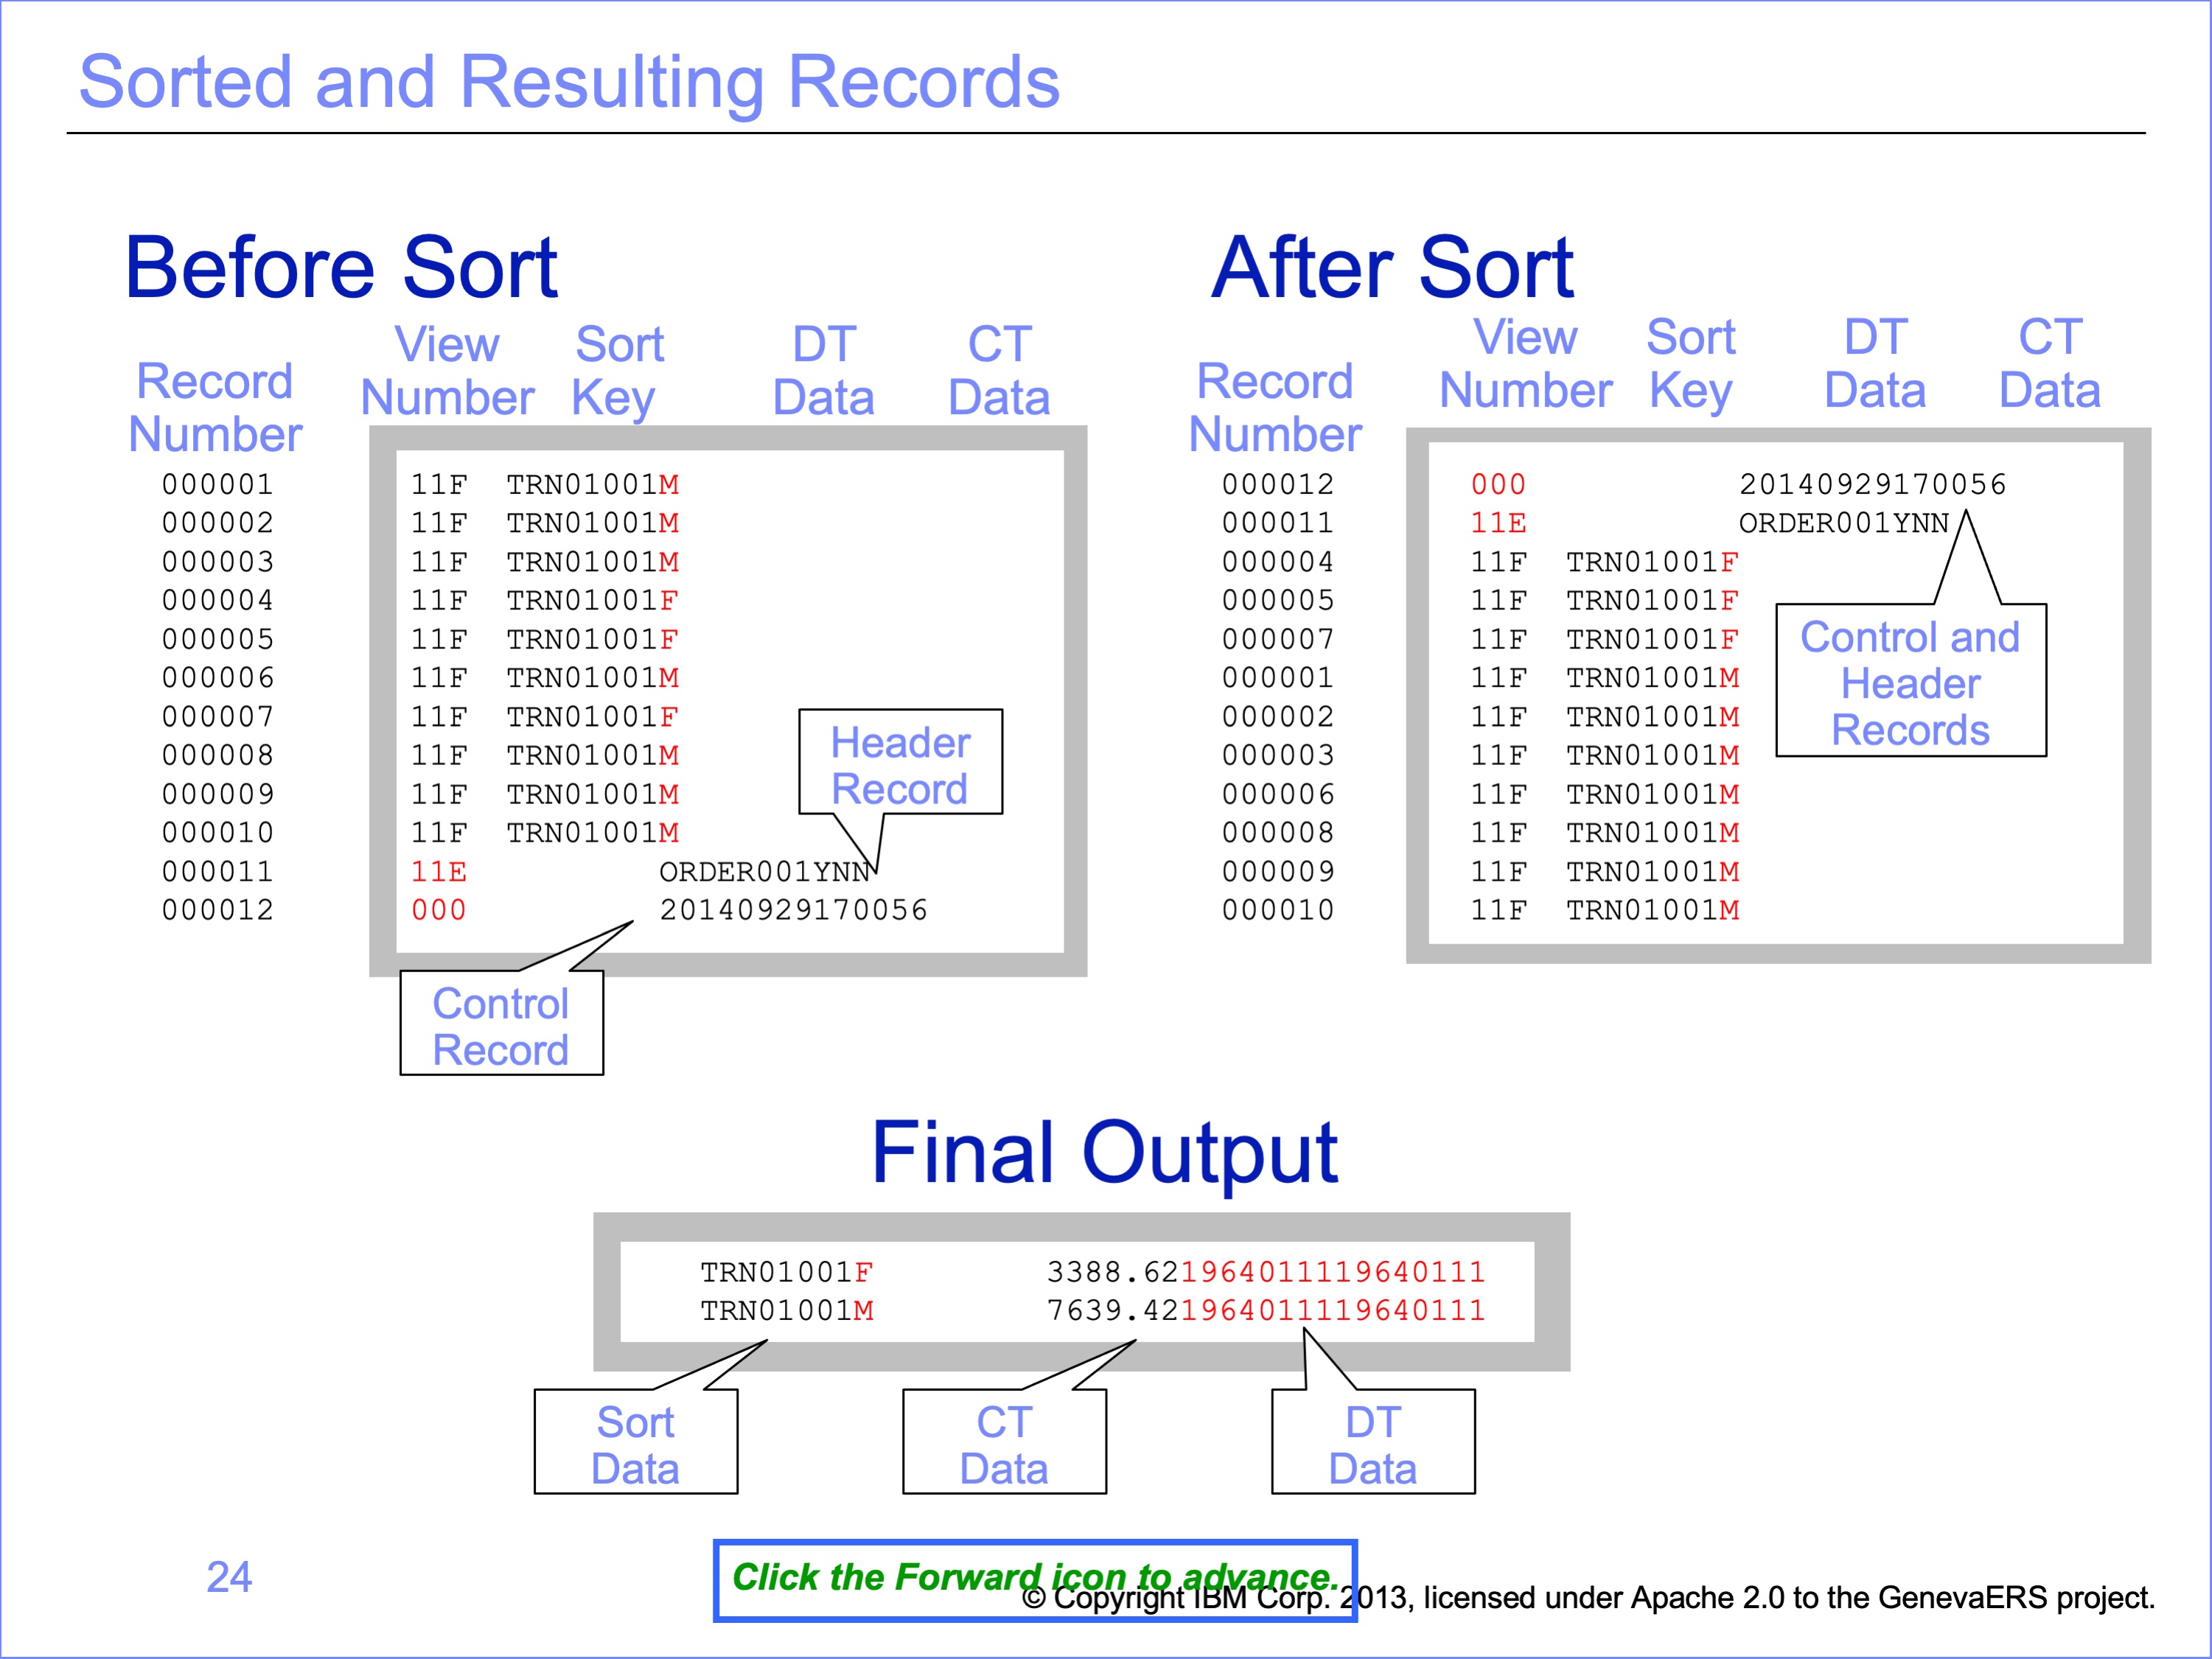 Sorted and Resulting Records
Before Sort
Record Number
View Number
Sort Key
DT Data
CT Data
000001 11F TRN01001M
000002 11F TRN01001M
000003 11F TRN01001M
000004 11F TRN01001F
000005 11F TRN01001F
000006 11F TRN01001M
000007 11F TRN01001F
000008 11F TRN01001M
000009 11F TRN01001M
000010 11F TRN01001M
000011 11E ORDER001YNN
000012 000 20140929170056
Header
Record
Control
Record
After Sort
Record Number
View Number
Sort Key
DT Data
CT Data
000012 000 20140929170056
000011 11E ORDER001YNN
000004 11F TRN01001F
000005 11F TRN01001F
000007 11F TRN01001F
000001 11F TRN01001M
000002 11F TRN01001M
000003 11F TRN01001M
000006 11F TRN01001M
000008 11F TRN01001M
000009 11F TRN01001M
000010 11F TRN01001M
Control and
Header
Records
Final Output
TRN01001F 3388.621964011119640111
TRN01001M 7639.421964011119640111
Sort
Data
CT
Data
DT
Data
24
Click the Forward icon to advance.
© Copyright IBM Corp. 2013, licensed under Apache 2.0 to the GenevaERS project.